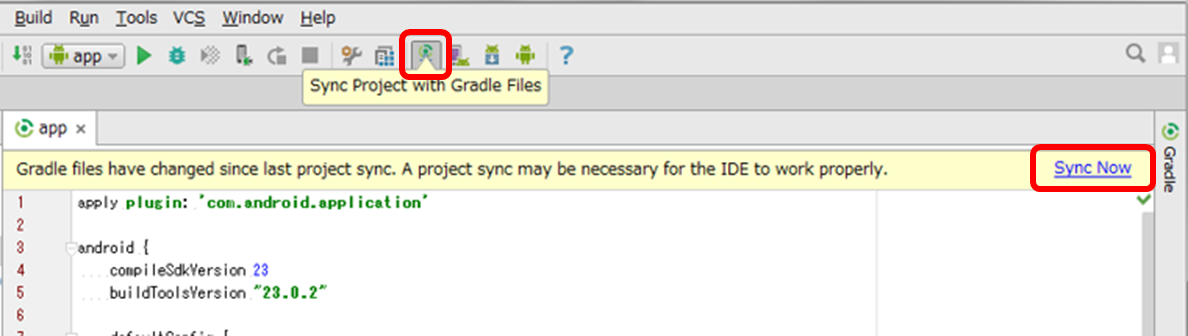 Build Run Tools VCS Window Help
app
?
Sync Project with Gradle Files
app ×
Gradle files have changed since last project sync. A project sync may be necessary for the IDE to work properly. Sync Now
Gradle
1 apply plugin: 'com.android.application'
2
3 android {
4 compileSdkVersion 23
5 buildToolsVersion "23.0.2"
6
7 defaultConfig {